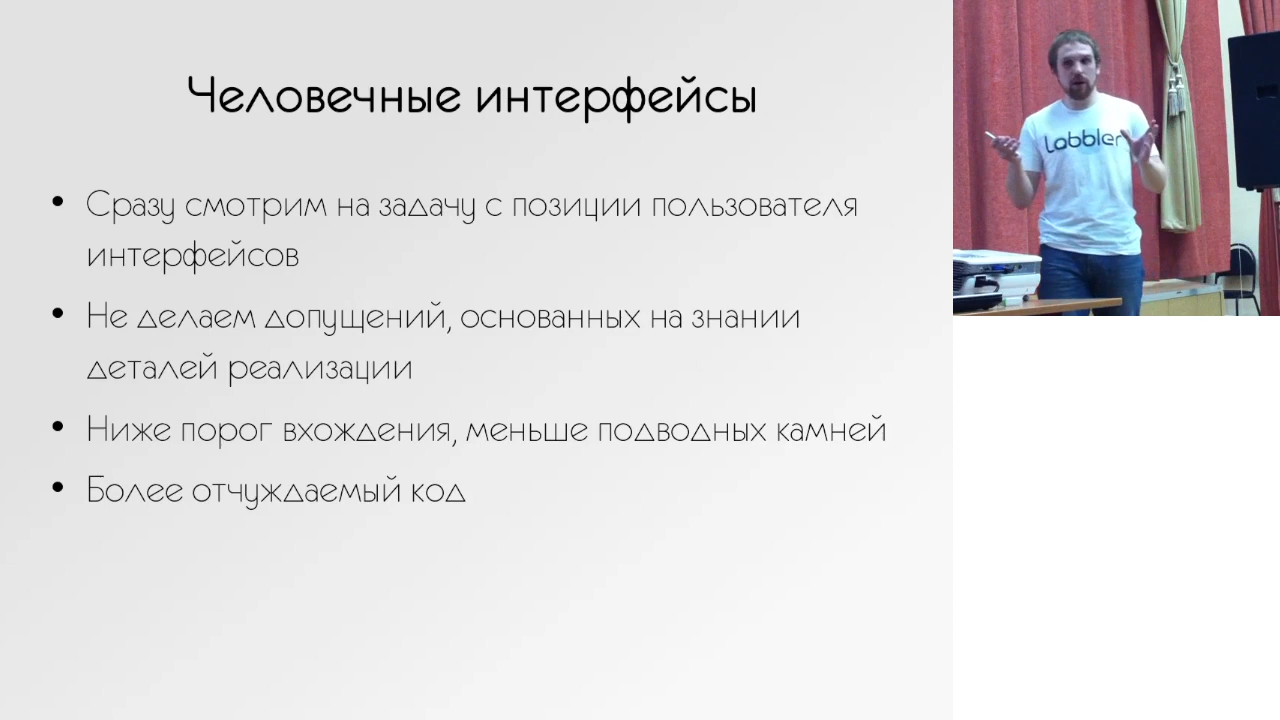 Человечные интерфейсы
• Сразу смотрим на задачу с позиции пользователя
интерфейсов
• Не делаем допущений, основанных на знании
деталей реализации
• Ниже порог вхождения, меньше подводных камней
• Более отчуждаемый код
Labbler